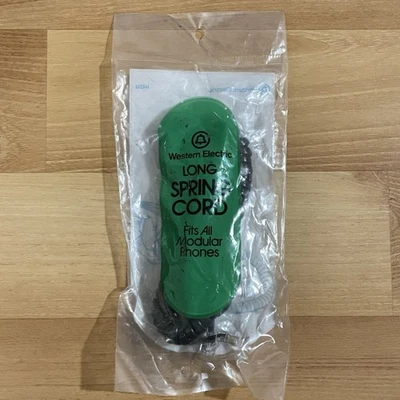 Western Electric
LONG
SPRING
CORD
Fits All
Modular
Phones